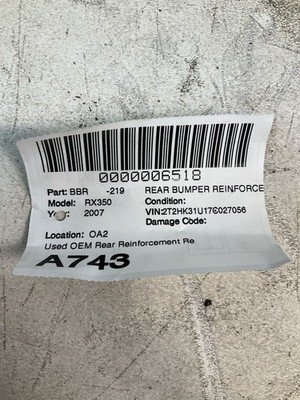 0000006518
Part: BBR -219 REAR BUMPER REINFORCE
Model: RX350 Condition:
2007 VIN:2T2HK31U17C027056
Damage Code:
Location: OA2
Used OEM Rear Reinforcement Re
A743